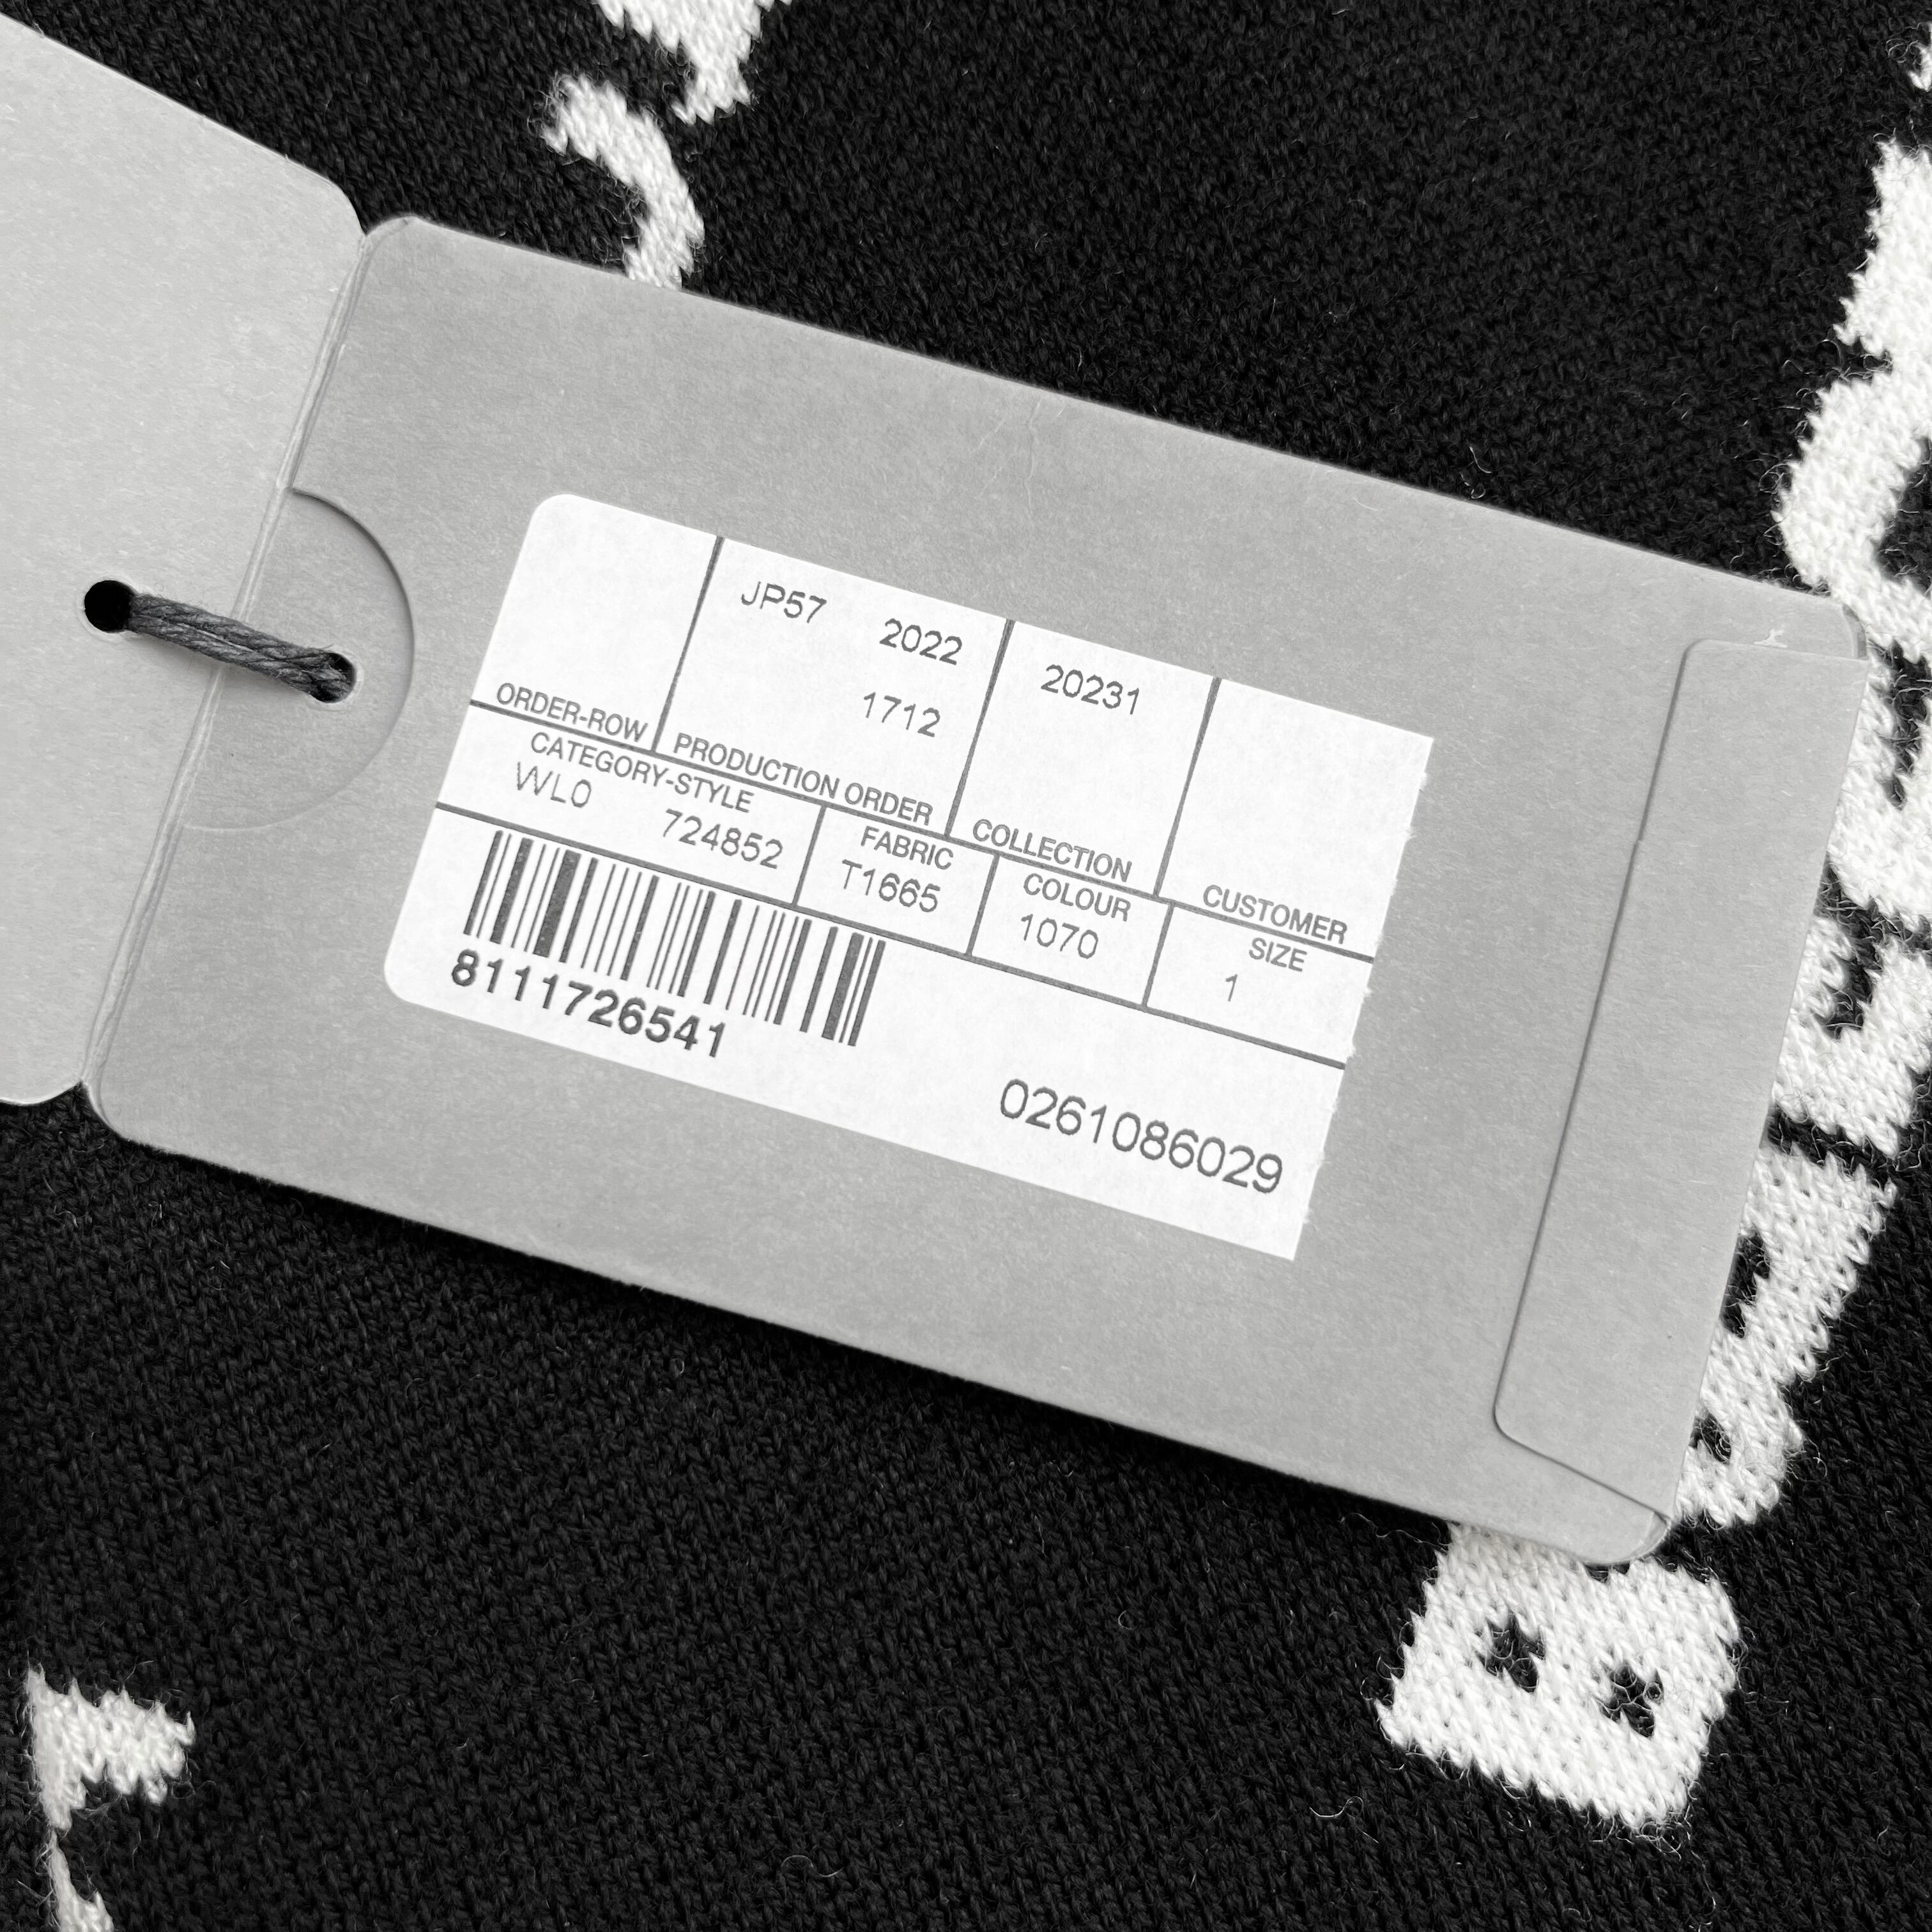 JP57 2022 20231
1712
ORDER-ROW PRODUCTION ORDER COLLECTION CUSTOMER
CATEGORY-STYLE FABRIC COLOUR SIZE
WL0 724852 T1665 1070 1
8111726541
0261086029
B